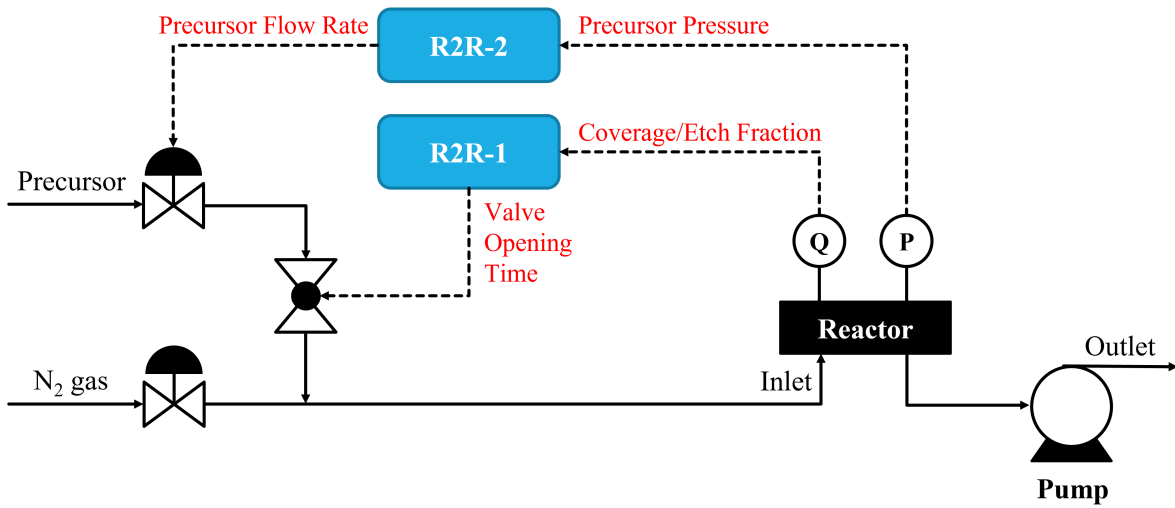 Precursor Flow Rate
R2R-2
Precursor Pressure
R2R-1
Coverage/Etch Fraction
Precursor
Valve
Opening
Time
Q
P
Reactor
N₂ gas
Inlet
Outlet
Pump